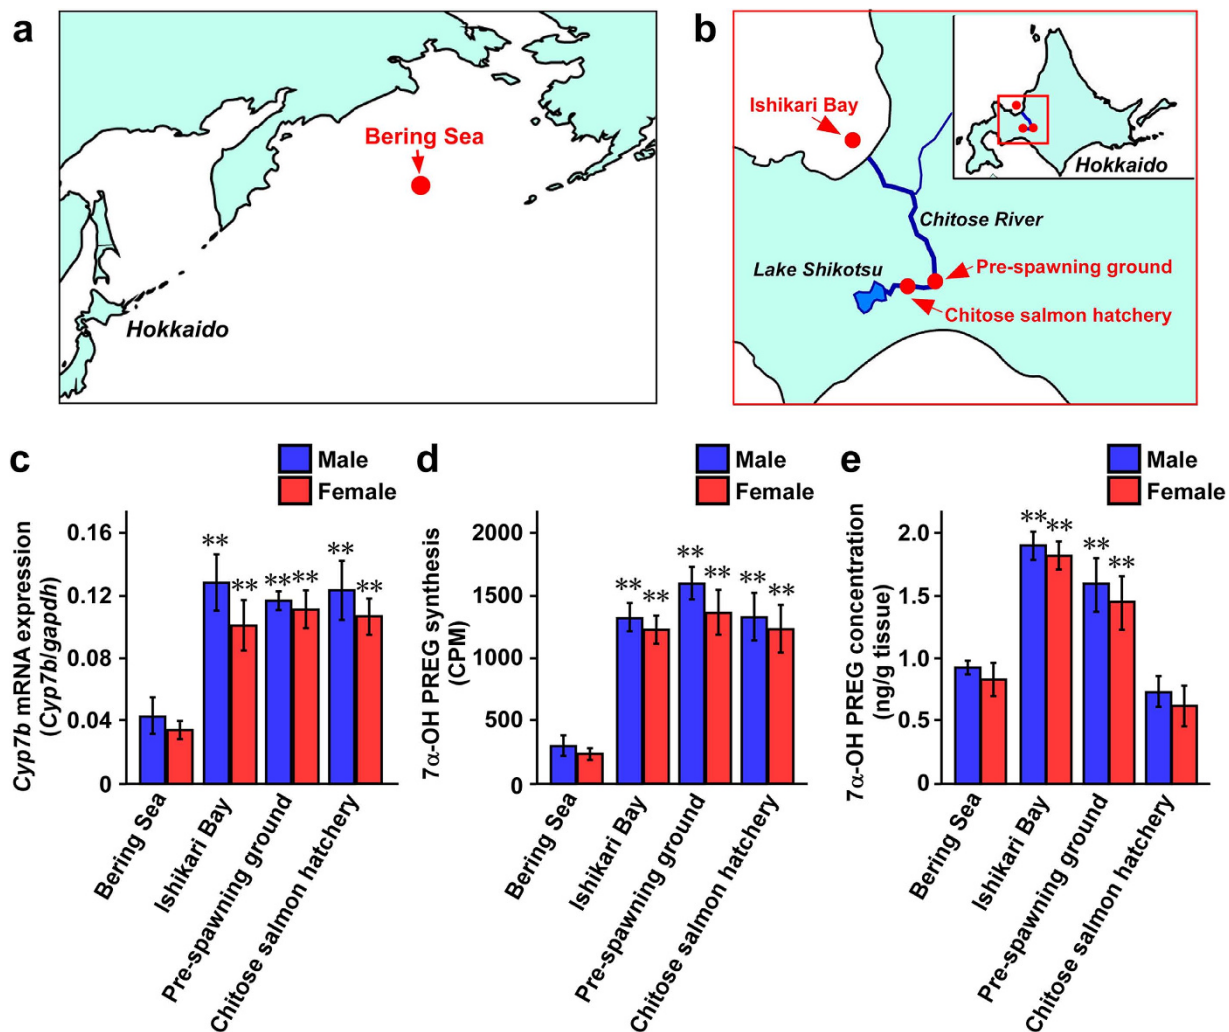 a
Bering Sea
Hokkaido
b
Ishikari Bay
Hokkaido
Chitose River
Lake Shikotsu
Pre-spawning ground
Chitose salmon hatchery
c
Male
Female
Cyp7b mRNA expression
(Cyp7b/gapdh)
0.16
0.12
0.08
0.04
0
** ** ** ** ** **
Bering Sea
Ishikari Bay
Pre-spawning ground
Chitose salmon hatchery
d
Male
Female
7α-OH PREG synthesis
(CPM)
2000
1500
1000
500
0
** ** ** ** ** **
Bering Sea
Ishikari Bay
Pre-spawning ground
Chitose salmon hatchery
e
Male
Female
7α-OH PREG concentration
(ng/g tissue)
2.0
1.5
1.0
0.5
0
** ** ** **
Bering Sea
Ishikari Bay
Pre-spawning ground
Chitose salmon hatchery